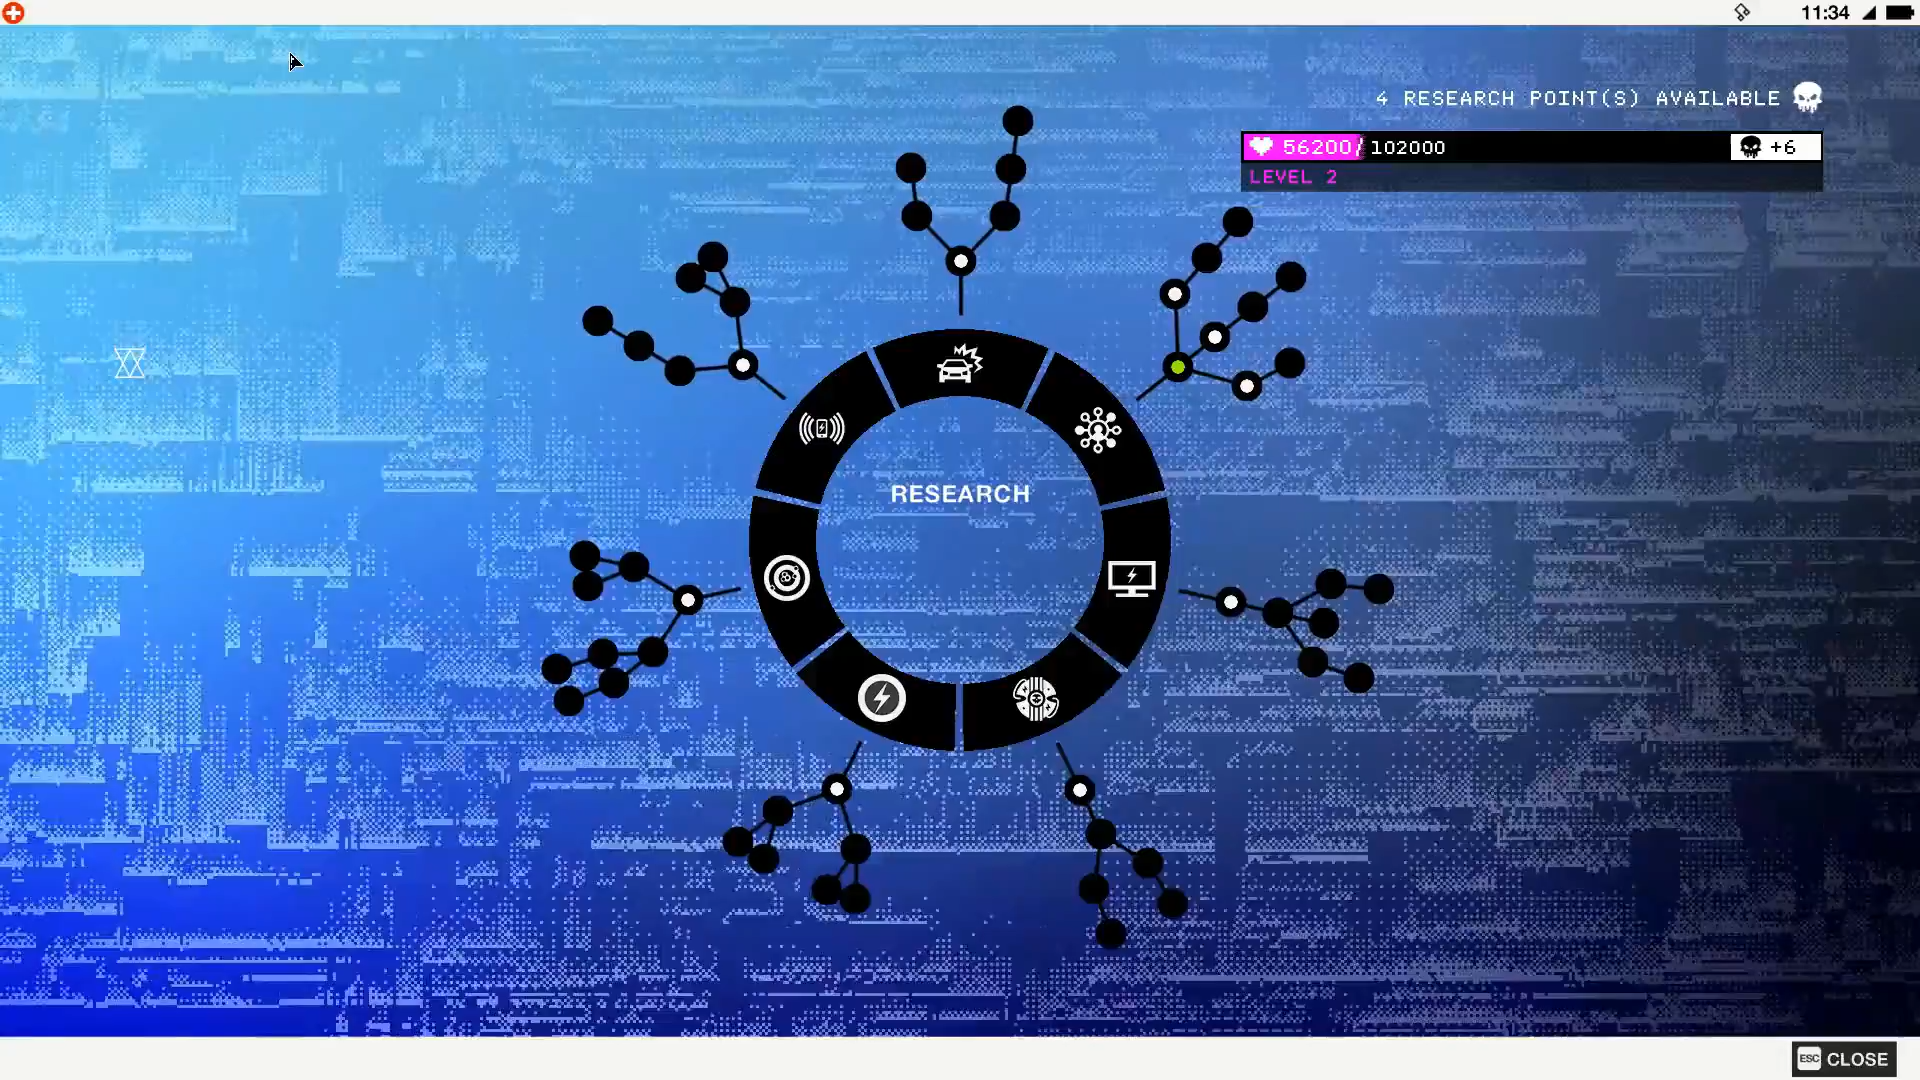 11:34
4 RESEARCH POINT(S) AVAILABLE
56200/ 102000
+6
LEVEL 2
RESEARCH
ESC CLOSE